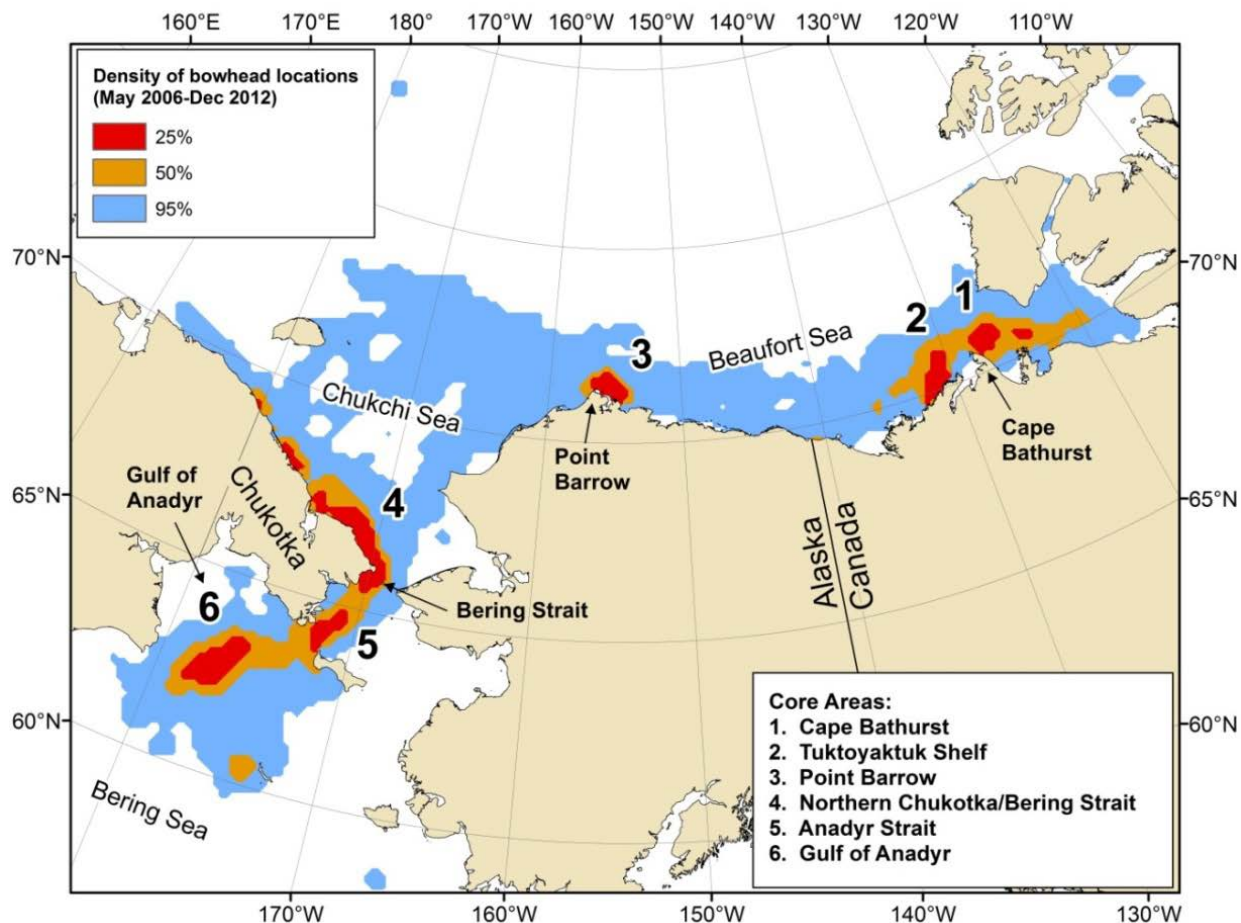 160°E 170°E 180° 170°W 160°W 150°W 140°W 130°W 120°W 110°W
Density of bowhead locations
(May 2006-Dec 2012)
25%
50%
95%
70°N
70°N
1
2
3
Beaufort Sea
Chukchi Sea
Point
Barrow
Cape
Bathurst
Gulf of
Anadyr
Chukotka
4
65°N
65°N
Alaska
Canada
6
Bering Strait
5
60°N
60°N
Bering Sea
Core Areas:
1. Cape Bathurst
2. Tuktoyaktuk Shelf
3. Point Barrow
4. Northern Chukotka/Bering Strait
5. Anadyr Strait
6. Gulf of Anadyr
170°W 160°W 150°W 140°W 130°W